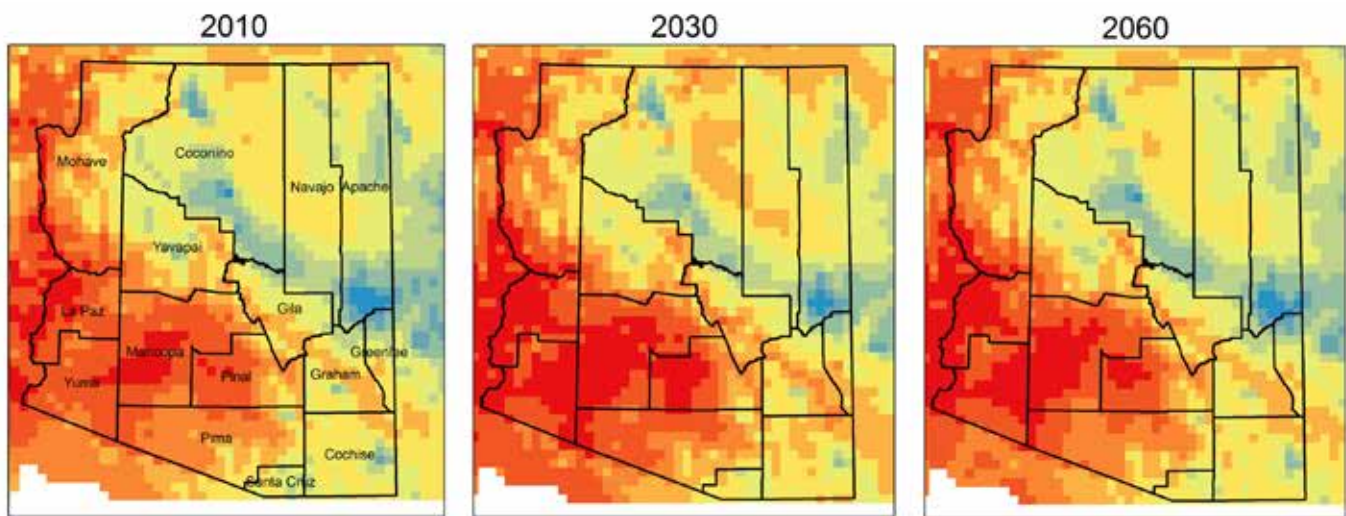 2010 2030 2060
Mohave
Coconino
Navajo Apache
Yavapai
La Paz
Gila
Maricopa
Greenlee
Yuma
Pinal
Graham
Pima
Cochise
Santa Cruz